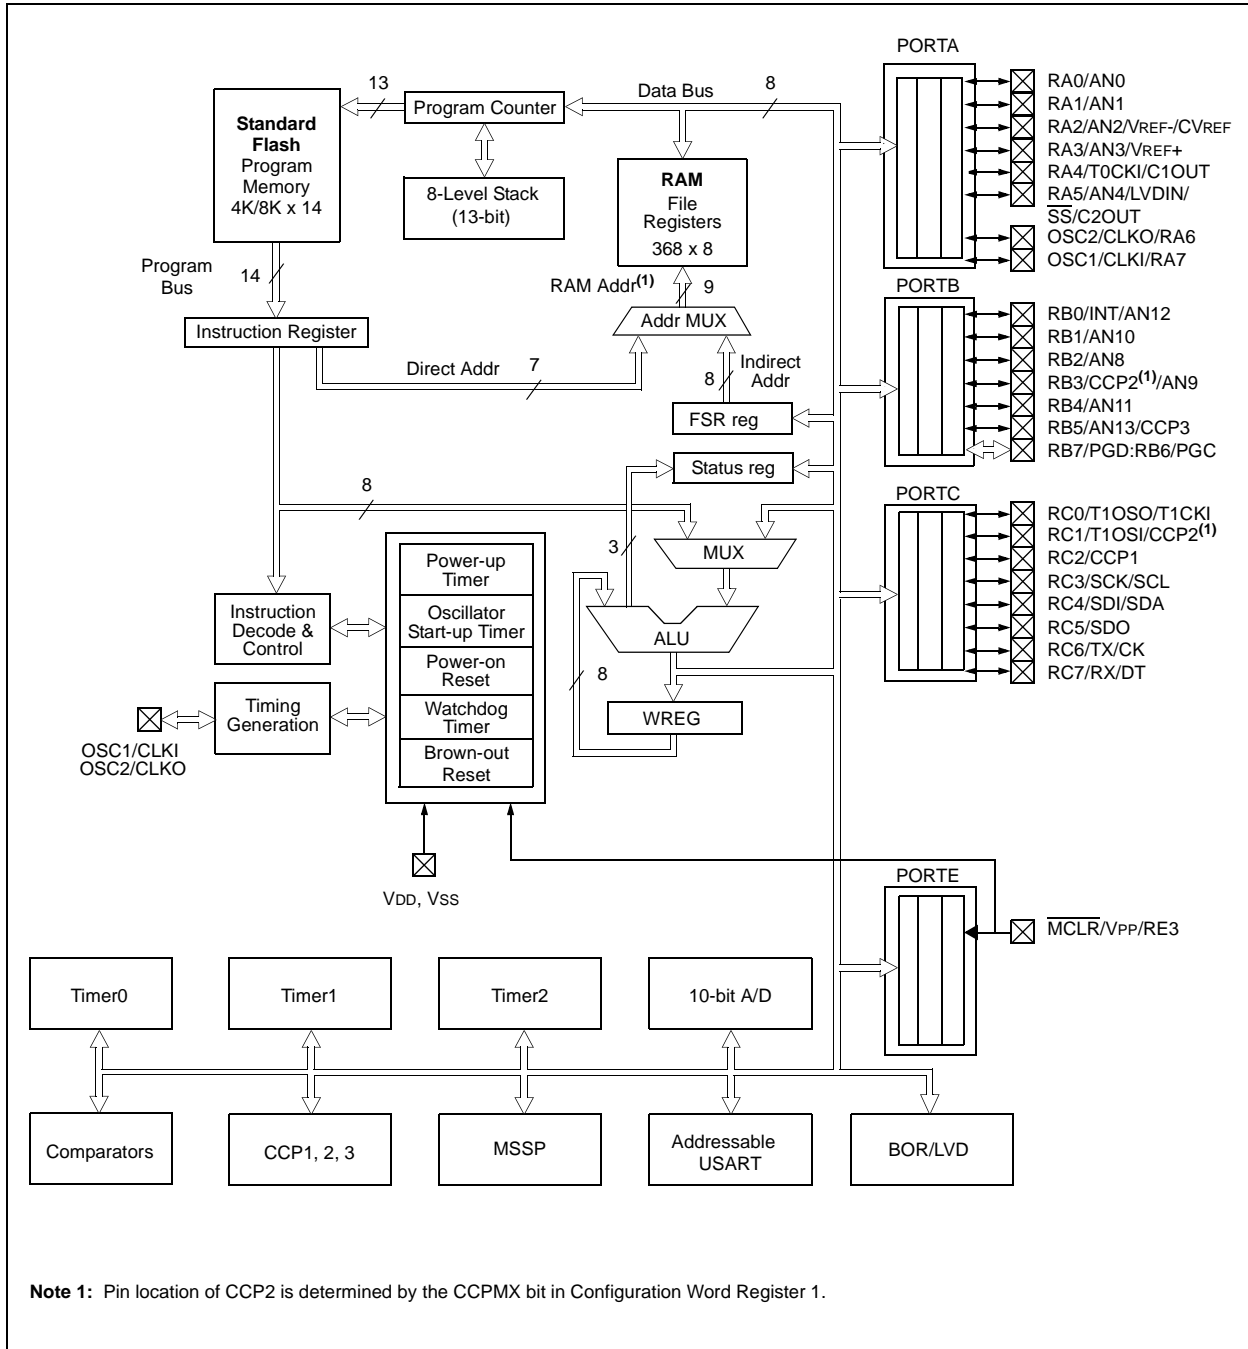 PORTA
13
Data Bus
8
Program Counter
Standard
Flash
Program
Memory
4K/8K x 14
8-Level Stack
(13-bit)
RAM
File
Registers
368 x 8
RA0/AN0
RA1/AN1
RA2/AN2/VREF-/CVREF
RA3/AN3/VREF+
RA4/T0CKI/C1OUT
RA5/AN4/LVDIN/
SS/C2OUT
OSC2/CLKO/RA6
OSC1/CLKI/RA7
Program
Bus
14
RAM Addr(1)
9
Addr MUX
Instruction Register
Direct Addr
7
8
Indirect
Addr
FSR reg
Status reg
PORTB
RB0/INT/AN12
RB1/AN10
RB2/AN8
RB3/CCP2(1)/AN9
RB4/AN11
RB5/AN13/CCP3
RB7/PGD:RB6/PGC
8
3
MUX
ALU
8
WREG
PORTC
RC0/T1OSO/T1CKI
RC1/T1OSI/CCP2(1)
RC2/CCP1
RC3/SCK/SCL
RC4/SDI/SDA
RC5/SDO
RC6/TX/CK
RC7/RX/DT
Instruction
Decode &
Control
Timing
Generation
OSC1/CLKI
OSC2/CLKO
Power-up
Timer
Oscillator
Start-up Timer
Power-on
Reset
Watchdog
Timer
Brown-out
Reset
VDD, VSS
PORTE
MCLR/VPP/RE3
Timer0
Timer1
Timer2
10-bit A/D
Comparators
CCP1, 2, 3
MSSP
Addressable
USART
BOR/LVD
Note 1: Pin location of CCP2 is determined by the CCPMX bit in Configuration Word Register 1.